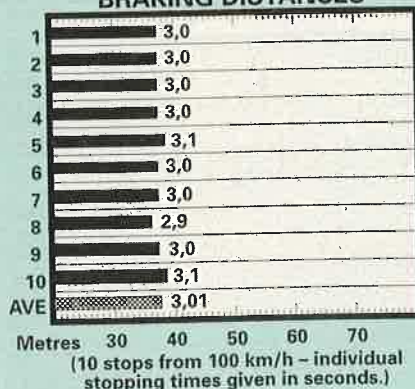 BRAKING DISTANCES
1 3,0
2 3,0
3 3,0
4 3,0
5 3,1
6 3,0
7 3,0
8 2,9
9 3,0
10 3,1
AVE 3,01
Metres 30 40 50 60 70
(10 stops from 100 km/h – individual
stopping times given in seconds.)